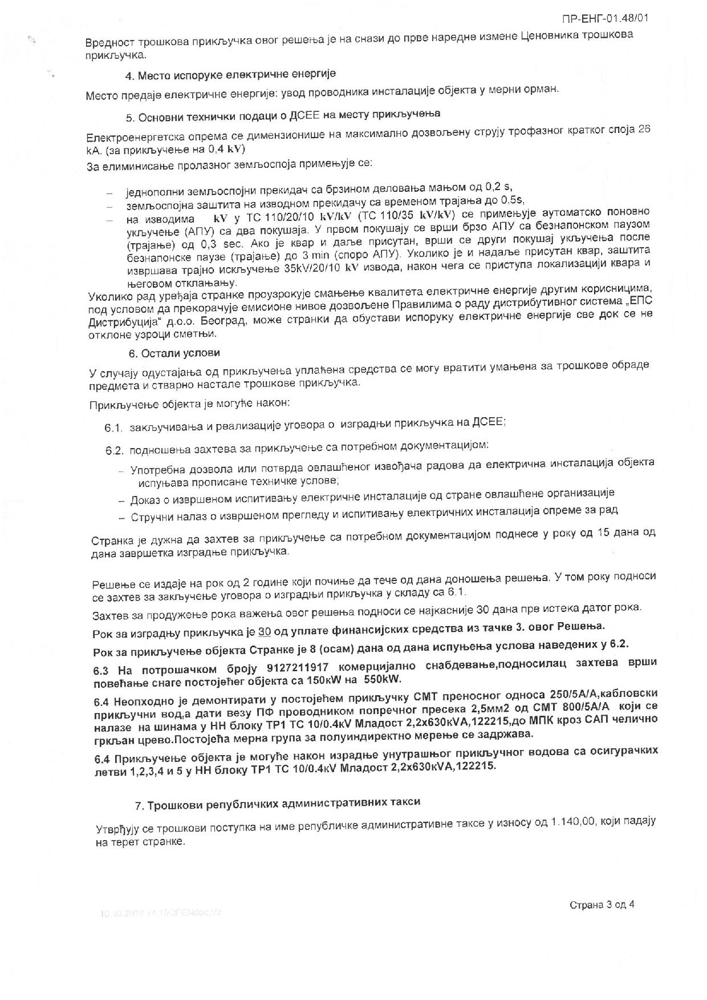 ПР-ЕНГ-01.48/01
Вредност трошкова прикључка овог решења је на снази до прве наредне измене Ценовника трошкова
прикључка.
4. Место испоруке електричне енергије
Место предаје електричне енергије: увод проводника инсталације објекта у мерни орман.
5. Основни технички подаци о ДСЕЕ на месту прикључења
Електроенергетска опрема се димензионише на максимално дозвољену струју трофазног кратког споја 26
kA. (за прикључење на 0,4 kV)
За елиминисање пролазног земљоспоја примењује се:
– једнополни земљоспојни прекидач са брзином деловања мањом од 0,2 s,
– земљоспојна заштита на изводном прекидачу са временом трајања до 0,5s,
– на изводима kV у ТС 110/20/10 kV/kV (ТС 110/35 kV/kV) се примењује аутоматско поновно
укључење (АПУ) са два покушаја. У првом покушају се врши брзо АПУ са безнапонском паузом
(трајање) од 0,3 sec. Ако је квар и даље присутан, врши се други покушај укључења после
безнапонске паузе (трајање) до 3 min (споро АПУ). Уколико је и надаље присутан квар, заштита
извршава трајно искључење 35kV/20/10 kV извода, након чега се приступа локализацији квара и
његовом отклањању.
Уколико рад уређаја странке проузрокује смањење квалитета електричне енергије другим корисницима,
под условом да прекорачује емисионе нивое дозвољене Правилима о раду дистрибутивног система „ЕПС
Дистрибуција“ д.о.о. Београд, може странки да обустави испоруку електричне енергије све док се не
отклоне узроци сметњи.
6. Остали услови
У случају одустајања од прикључења уплаћена средства се могу вратити умањена за трошкове обраде
предмета и стварно настале трошкове прикључка.
Прикључење објекта је могуће након:
6.1. закључивања и реализације уговора о изградњи прикључка на ДСЕЕ;
6.2. подношења захтева за прикључење са потребном документацијом:
– Употребна дозвола или потврда овлашћеног извођача радова да електрична инсталација објекта
испуњава прописане техничке услове;
– Доказ о извршеном испитивању електричне инсталације од стране овлашћене организације
– Стручни налаз о извршеном прегледу и испитивању електричних инсталација опреме за рад
Странка је дужна да захтев за прикључење са потребном документацијом поднесе у року од 15 дана од
дана завршетка изградње прикључка.
Решење се издаје на рок од 2 године који почиње да тече од дана доношења решења. У том року подноси
се захтев за закључење уговора о изградњи прикључка у складу са 6.1.
Захтев за продужење рока важења овог решења подноси се најкасније 30 дана пре истека датог рока.
Рок за изградњу прикључка је 30 од уплате финансијских средства из тачке 3. овог Решења.
Рок за прикључење објекта Странке је 8 (осам) дана од дана испуњења услова наведених у 6.2.
6.3 На потрошачком броју 9127211917 комерцијално снабдевање,подносилац захтева врши
повећање снаге постојећег објекта са 150кW на 550kW.
6.4 Неопходно је демонтирати у постојећем прикључку СМТ преносног односа 250/5А/А,кабловски
прикључни вод,а дати везу ПФ проводником попречног пресека 2,5мм2 од СМТ 800/5А/А који се
налазе на шинама у НН блоку ТР1 ТС 10/0.4кV Младост 2,2х630кVА,122215,до МПК кроз САП челично
гркљан црево.Постојећа мерна група за полуиндиректно мерење се задржава.
6.4 Прикључење објекта је могуће након израдње унутрашњог прикључног водова са осигурачких
летви 1,2,3,4 и 5 у НН блоку ТР1 ТС 10/0.4кV Младост 2,2х630кVА,122215.
7. Трошкови републичких административних такси
Утврђују се трошкови поступка на име републичке административне таксе у износу од 1.140,00, који падају
на терет странке.
Страна 3 од 4